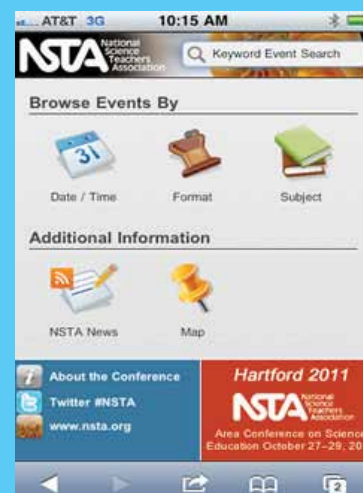 AT&T 3G 10:15 AM
NSTA National
Science
Teachers
Association
Keyword Event Search
Browse Events By
31
Date / Time
Format
Subject
Additional Information
NSTA News
Map
i About the Conference
Twitter #NSTA
www.nsta.org
Hartford 2011
NSTA National
Science
Teachers
Association
Area Conference on Science
Education October 27–29, 20
2